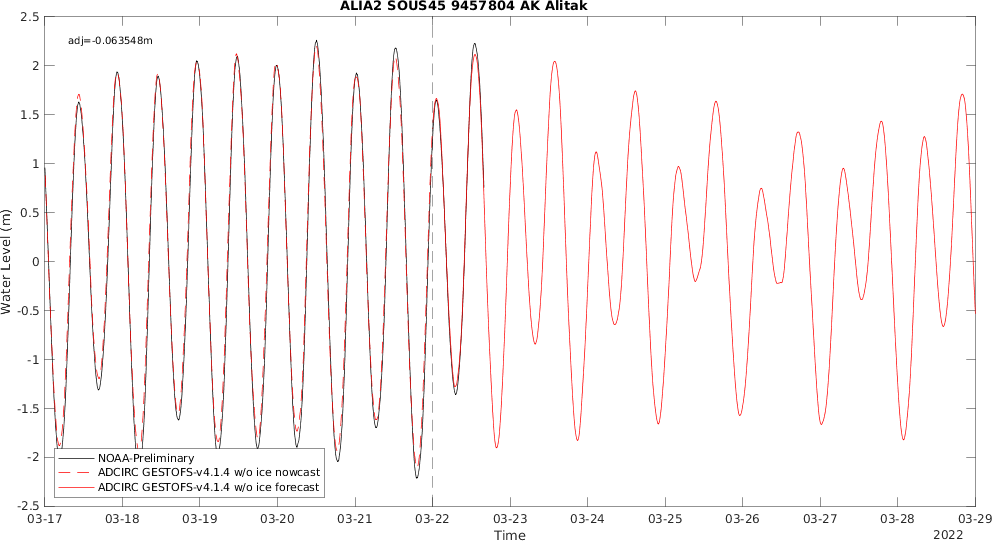 ALIA2 SOUS45 9457804 AK Alitak
adj=-0.063548m
2.5
2
1.5
1
0.5
0
-0.5
-1
-1.5
-2
-2.5
Water Level (m)
NOAA-Preliminary
ADCIRC GESTOFS-v4.1.4 w/o ice nowcast
ADCIRC GESTOFS-v4.1.4 w/o ice forecast
03-17 03-18 03-19 03-20 03-21 03-22 03-23 03-24 03-25 03-26 03-27 03-28 03-29
Time
2022